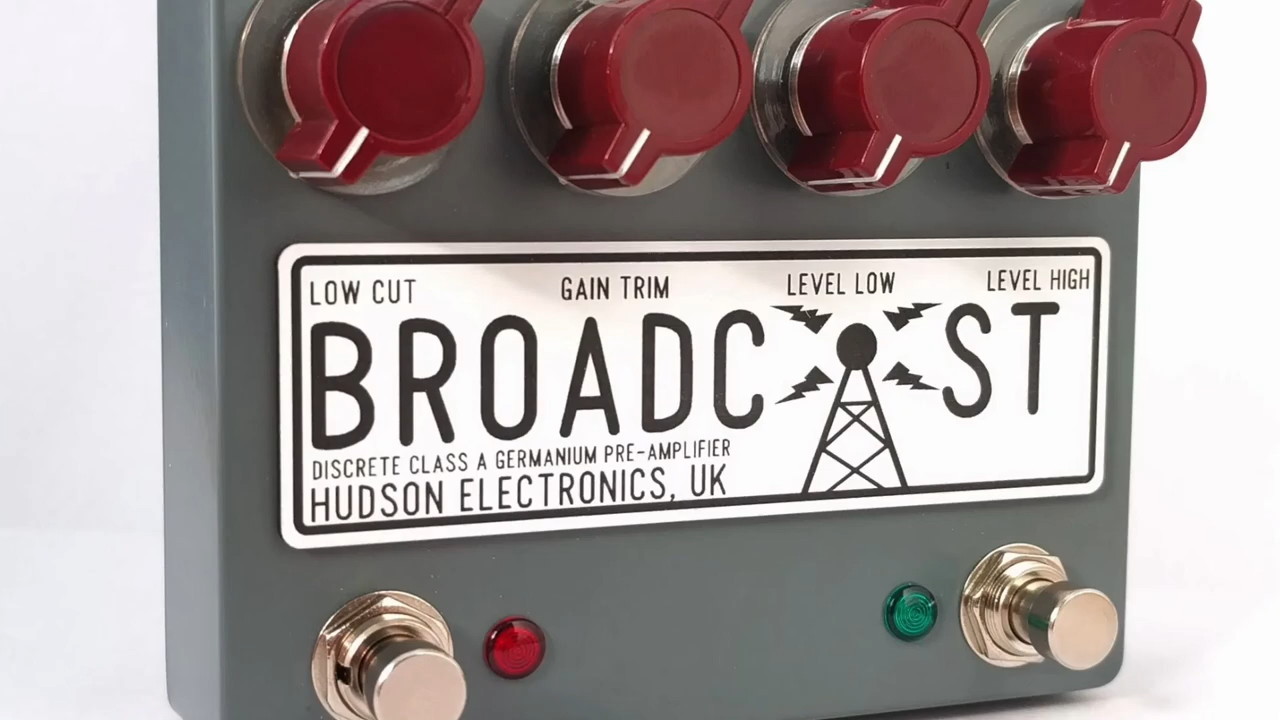 LOW CUT GAIN TRIM LEVEL LOW LEVEL HIGH
BROADCAST
DISCRETE CLASS A GERMANIUM PRE-AMPLIFIER
HUDSON ELECTRONICS, UK